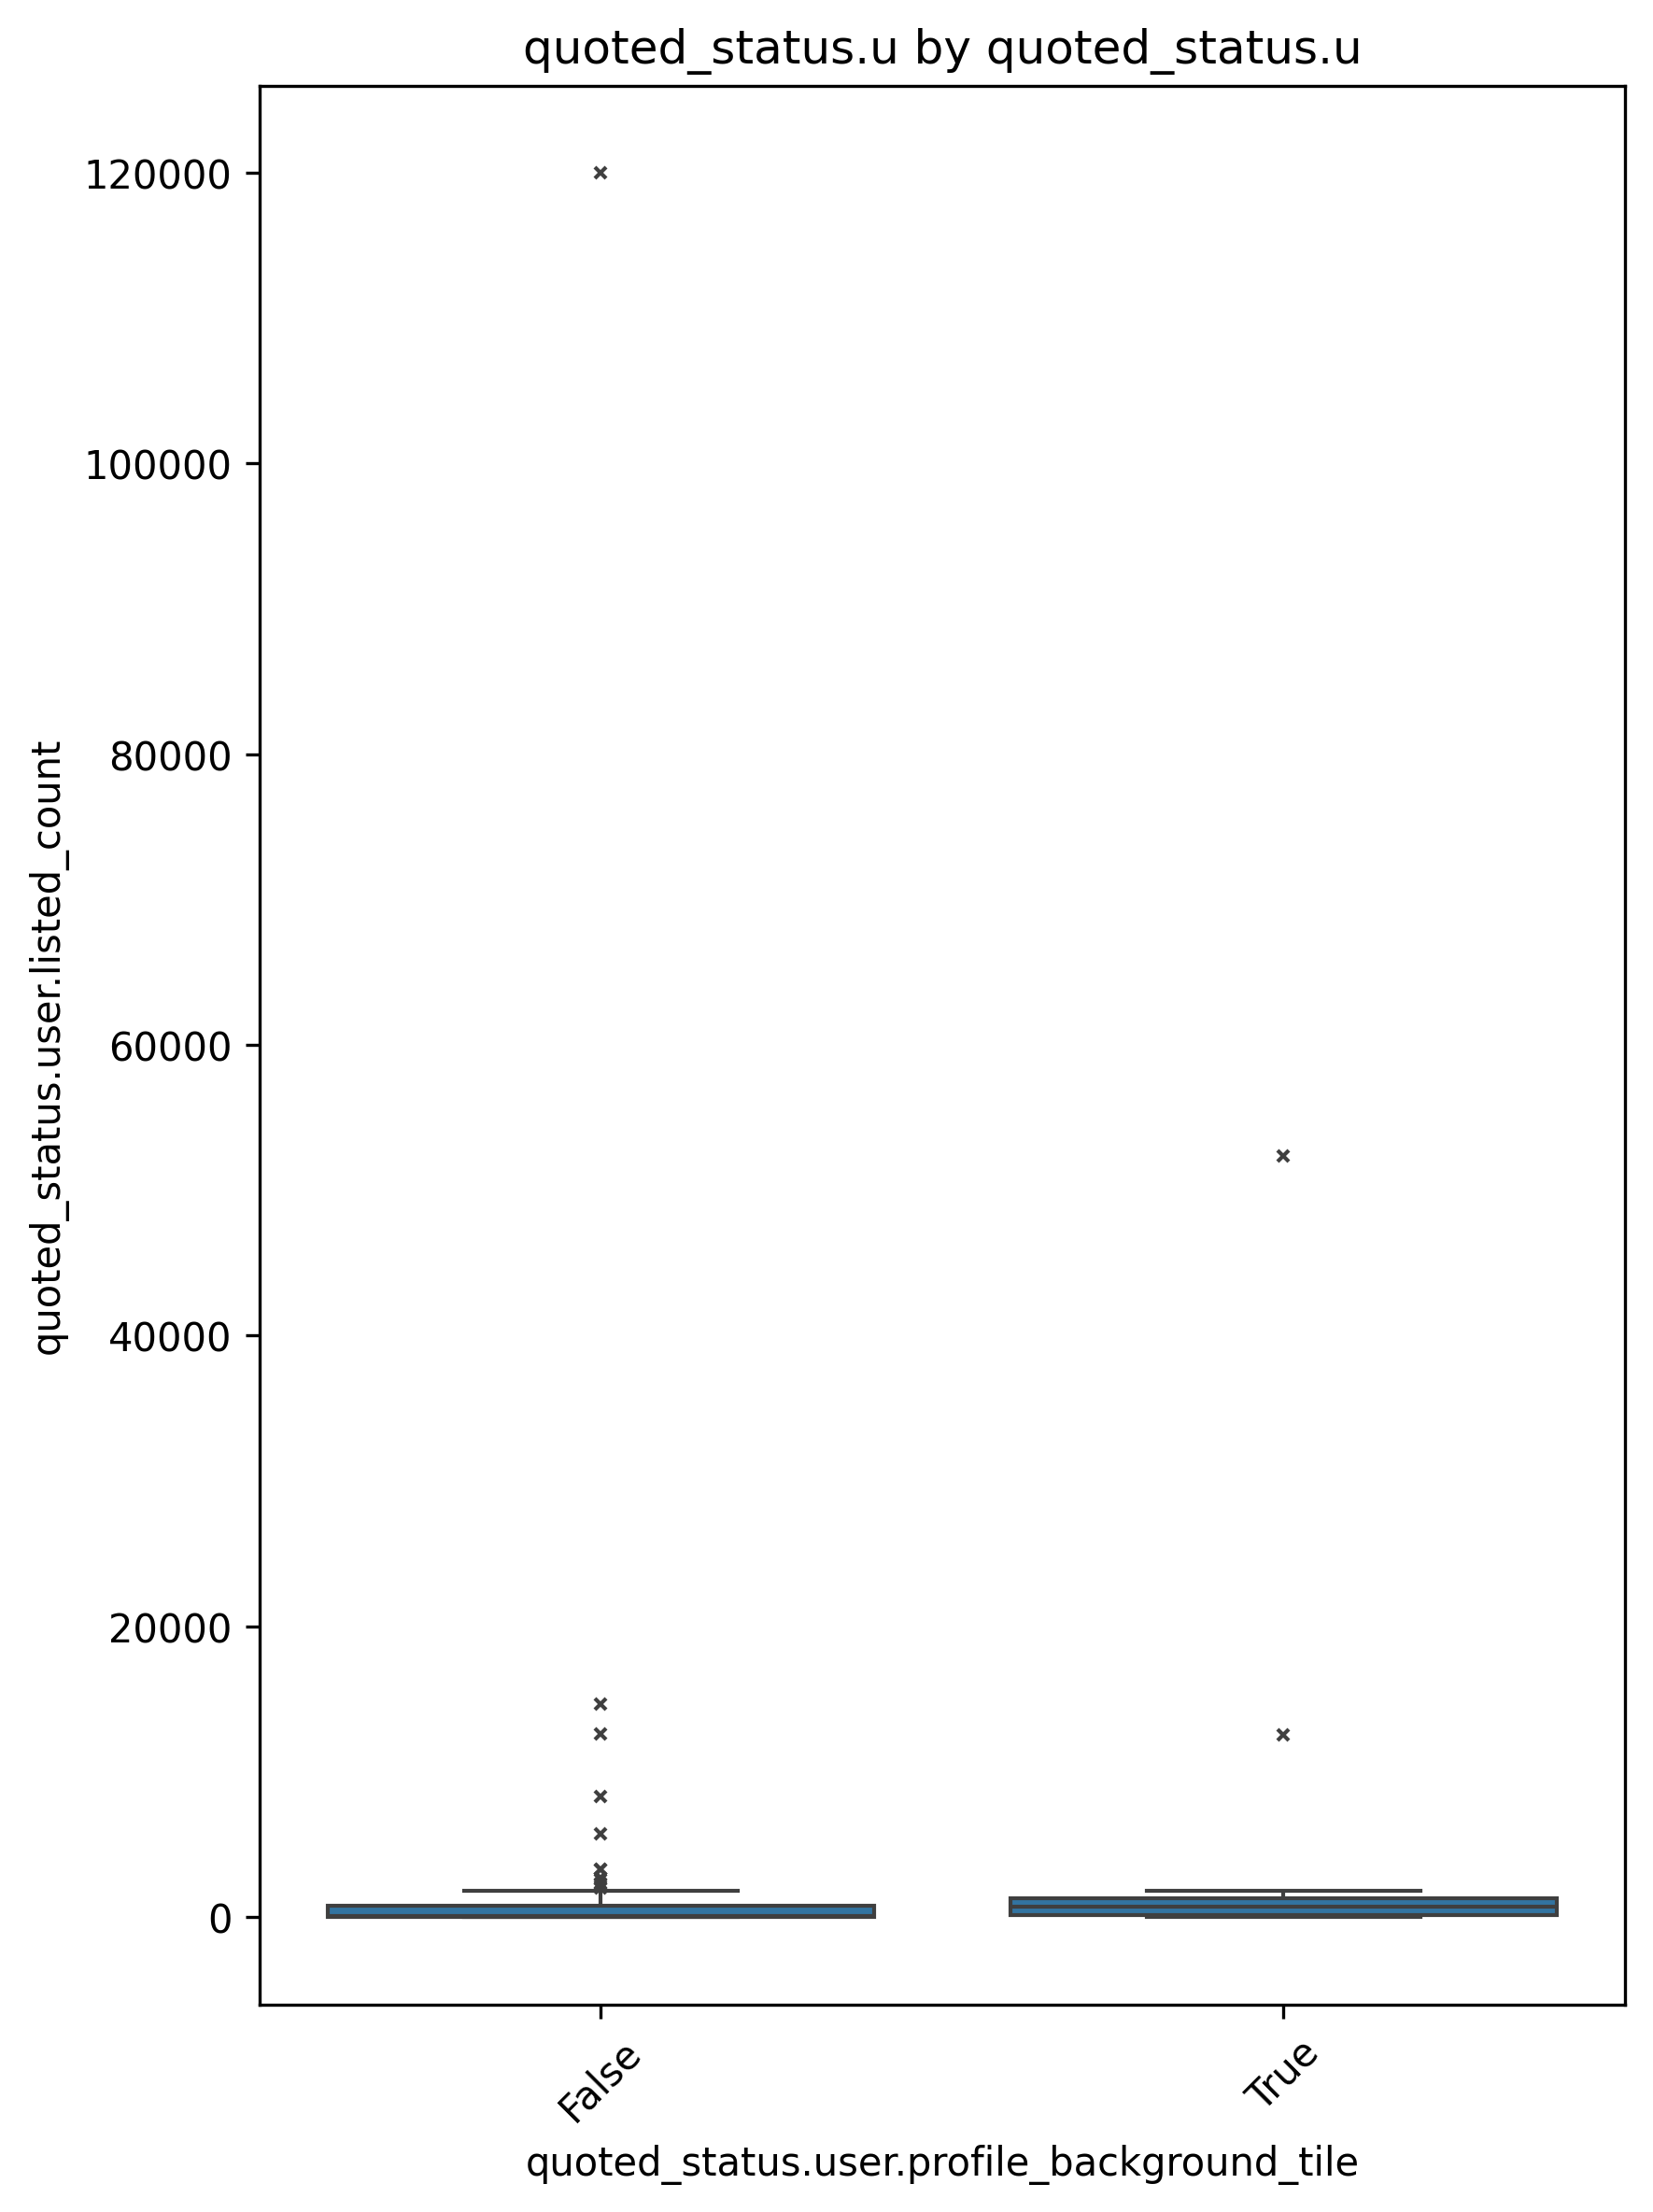 quoted_status.u by quoted_status.u
120000
100000
80000
60000
40000
20000
0
quoted_status.user.listed_count
False
True
quoted_status.user.profile_background_tile